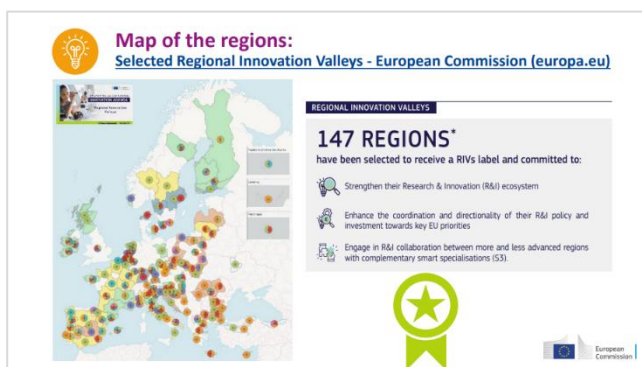 Map of the regions:
Selected Regional Innovation Valleys - European Commission (europa.eu)
REGIONAL INNOVATION VALLEYS
147 REGIONS*
have been selected to receive a RIVs label and committed to:
Strengthen their Research & Innovation (R&I) ecosystem
Enhance the coordination and directionality of their R&I policy and
investment towards key EU priorities
Engage in R&I collaboration between more and less advanced regions
with complementary smart specialisations (S3).
European
Commission